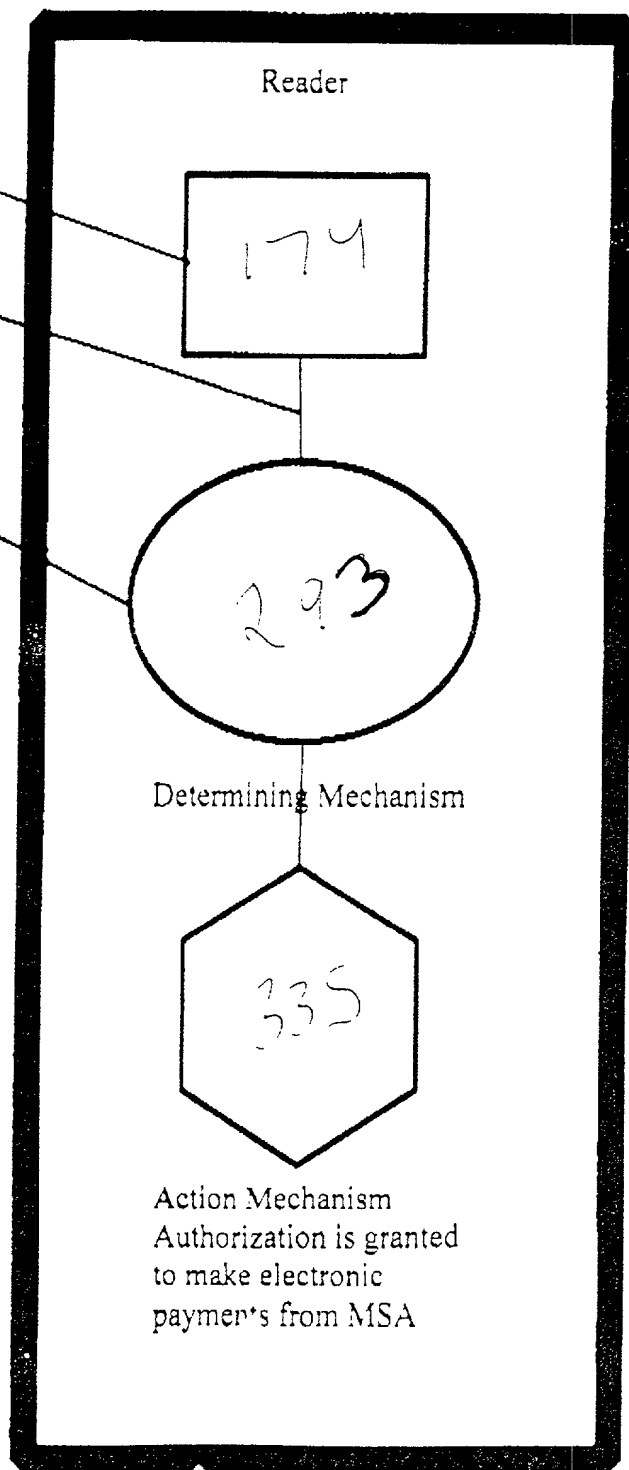 Reader
174
293
Determining Mechanism
335
Action Mechanism
Authorization is granted
to make electronic
payments from MSA